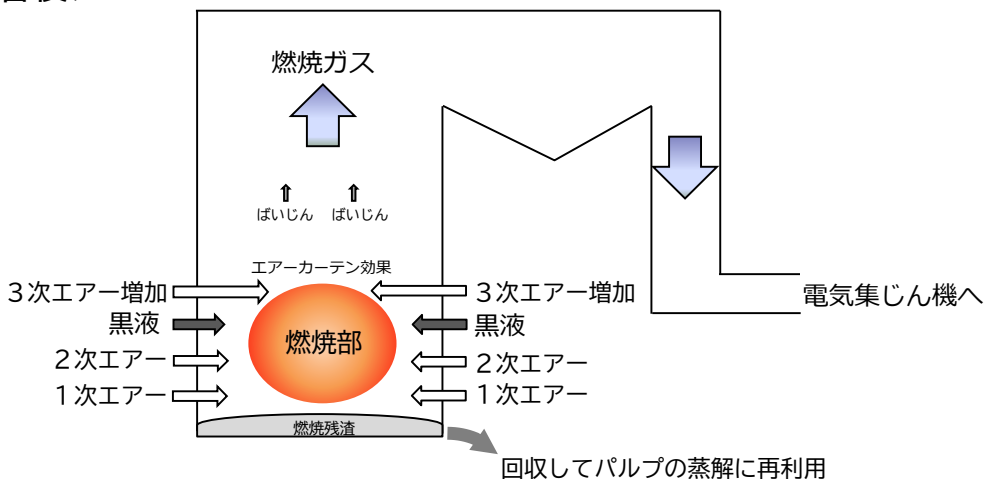 燃焼ガス
ばいじん ばいじん
エアーカーテン効果
3次エアー増加
3次エアー増加
電気集じん機へ
黒液
燃焼部
黒液
2次エアー
2次エアー
1次エアー
1次エアー
燃焼残渣
回収してパルプの蒸解に再利用